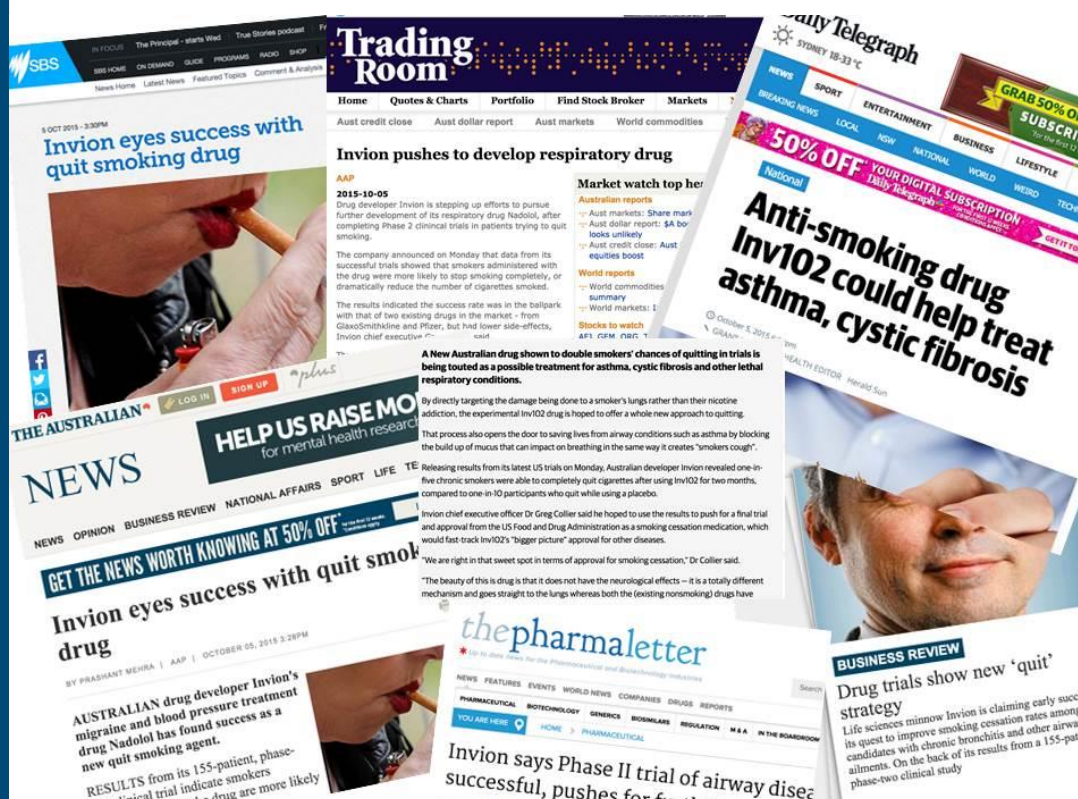 SBS
IN FOCUS The Principal - starts Wed True Stories podcast
SBS HOME ON DEMAND GUIDE PROGRAMS RADIO SHOP
News Home Latest News Featured Topics Comment & Analysis
5 OCT 2015 - 3:30PM
Invion eyes success with
quit smoking drug
Trading
Room
Home Quotes & Charts Portfolio Find Stock Broker Markets
Aust credit close Aust dollar report Aust markets World commodities
Invion pushes to develop respiratory drug
AAP
2015-10-05
Drug developer Invion is stepping up efforts to pursue
further development of its respiratory drug Nadolol, after
completing Phase 2 clinincal trials in patients trying to quit
smoking.
The company announced on Monday that data from its
successful trials showed that smokers administered with
the drug were more likely to stop smoking completely, or
dramatically reduce the number of cigarettes smoked.
The results indicated the success rate was in the ballpark
with that of two existing drugs in the market - from
GlaxoSmithkline and Pfizer, but had lower side-effects,
Invion chief executive said
Market watch top
Australian reports
Aust markets: Share
Aust dollar report: $A
looks unlikely
Aust credit close: Aust
equities boost
World reports
World commodities
summary
World markets:
Stocks to watch
Daily Telegraph
SYDNEY 18-33 °C
GRAB 50%
NEWS SPORT ENTERTAINMENT BUSINESS LIFESTYLE
BREAKING NEWS LOCAL NSW NATIONAL WORLD WEIRD
50% OFF YOUR DIGITAL SUBSCRIPTION
Daily Telegraph
National
Anti-smoking drug
Inv102 could help treat
asthma, cystic fibrosis
October 5, 2015
HEALTH EDITOR Herald Sun
A New Australian drug shown to double smokers' chances of quitting in trials is
being touted as a possible treatment for asthma, cystic fibrosis and other lethal
respiratory conditions.
By directly targeting the damage being done to a smoker's lungs rather than their nicotine
addiction, the experimental Inv102 drug is hoped to offer a whole new approach to quitting.
That process also opens the door to saving lives from airway conditions such as asthma by blocking
the build up of mucus that can impact on breathing in the same way it creates "smokers cough".
Releasing results from its latest US trials on Monday, Australian developer Invion revealed one-in-
five chronic smokers were able to completely quit cigarettes after using Inv102 for two months,
compared to one-in-10 participants who quit while using a placebo.
Invion chief executive officer Dr Greg Collier said he hoped to use the results to push for a final trial
and approval from the US Food and Drug Administration as a smoking cessation medication, which
would fast-track Inv102's "bigger picture" approval for other diseases.
"We are right in that sweet spot in terms of approval for smoking cessation," Dr Collier said.
"The beauty of this is drug is that it does not have the neurological effects — it is a totally different
mechanism and goes straight to the lungs whereas both the (existing nonsmoking) drugs have
THE AUSTRALIAN LOG IN SIGN UP plus
NEWS
HELP US RAISE
for mental health
NEWS OPINION BUSINESS REVIEW NATIONAL AFFAIRS SPORT LIFE
GET THE NEWS WORTH KNOWING AT 50% OFF*
Invion eyes success with quit
drug
BY PRASHANT MEHRA | AAP | OCTOBER 05, 2015 3:28PM
AUSTRALIAN drug developer Invion's
migraine and blood pressure treatment
drug Nadolol has found success as a
new quit smoking agent.
RESULTS from its 155-patient, phase-
trial indicate smokers
drug are more likely
thepharmaletter
Up to date news for the Pharmaceutical and Biotechnology industries
Search
NEWS FEATURES EVENTS WORLD NEWS COMPANIES DRUGS REPORTS
PHARMACEUTICAL BIOTECHNOLOGY GENERICS BIOSIMILARS REGULATION M & A IN THE BOARDROOM
YOU ARE HERE HOME > PHARMACEUTICAL
Invion says Phase II trial of airway
successful, pushes for
BUSINESS REVIEW
Drug trials show new 'quit'
strategy
Life sciences minnow Invion is claiming early
its quest to improve smoking cessation rates among
candidates with chronic bronchitis and other
ailments. On the back of its results from a
phase-two clinical study